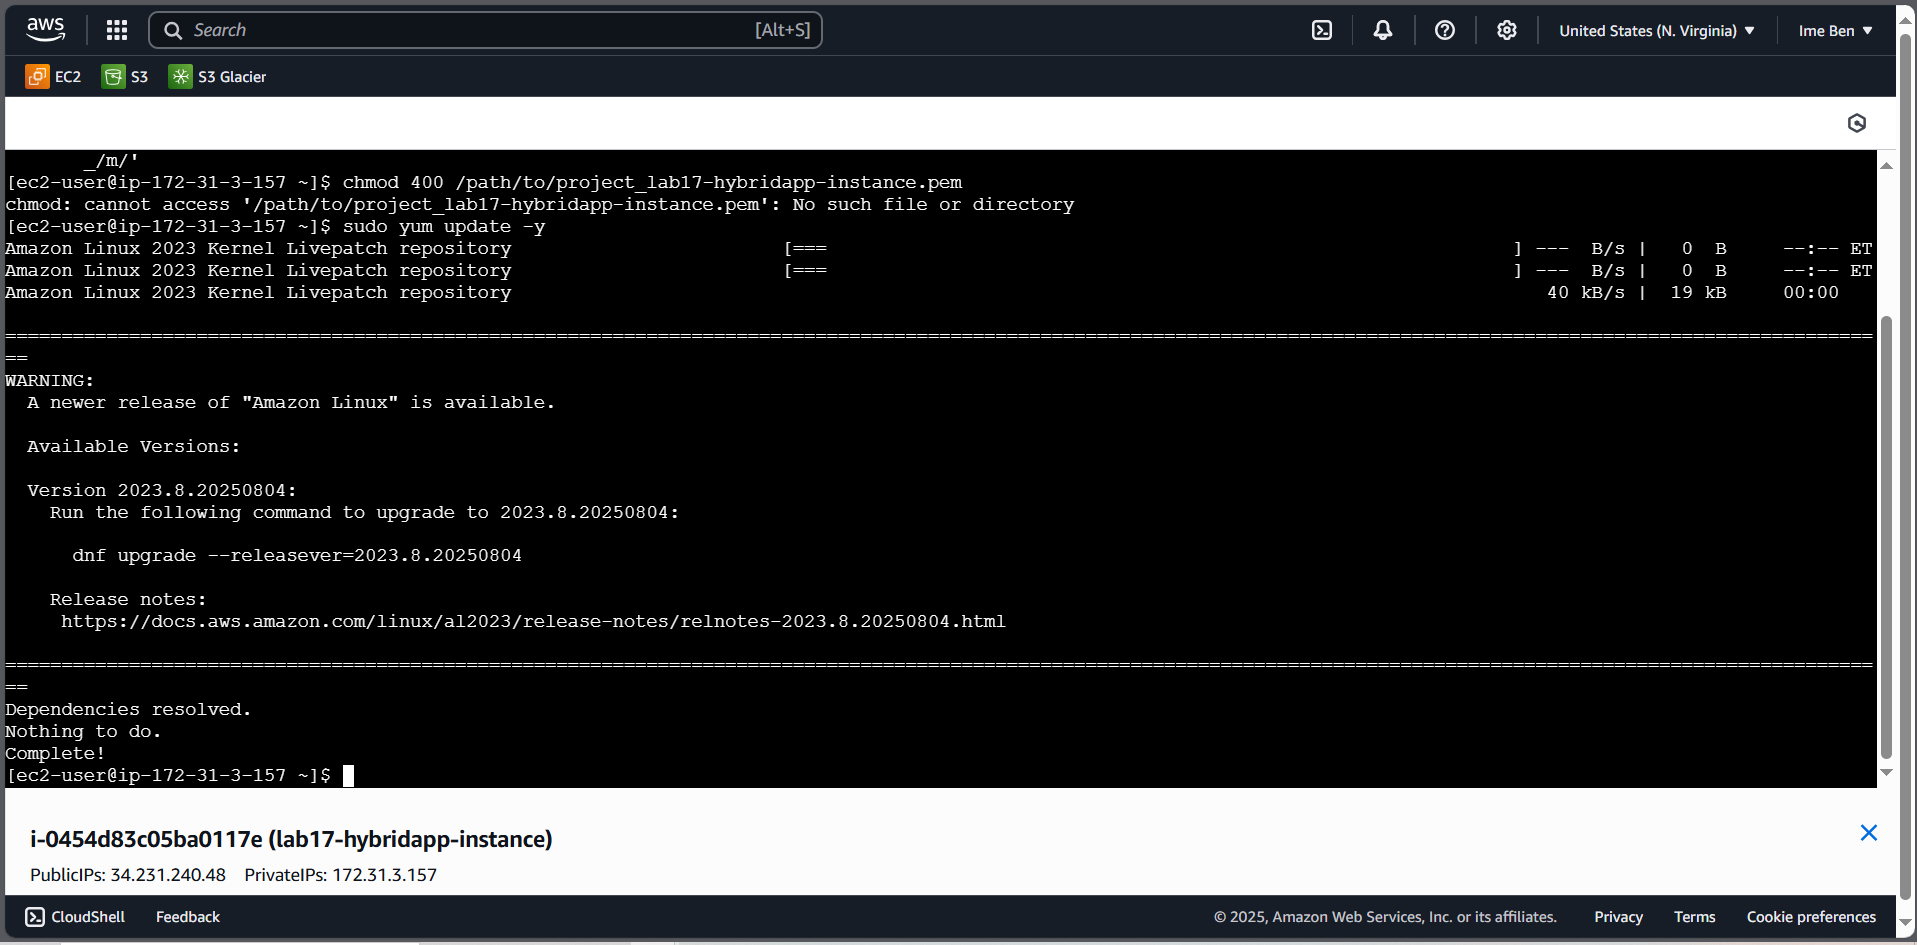 aws
Search
[Alt+S]
United States (N. Virginia)
Ime Ben
EC2
S3
S3 Glacier
_/m/'
[ec2-user@ip-172-31-3-157 ~]$ chmod 400 /path/to/project_lab17-hybridapp-instance.pem
chmod: cannot access '/path/to/project_lab17-hybridapp-instance.pem': No such file or directory
[ec2-user@ip-172-31-3-157 ~]$ sudo yum update -y
Amazon Linux 2023 Kernel Livepatch repository [=== ] --- B/s | 0 B --:-- ET
Amazon Linux 2023 Kernel Livepatch repository [=== ] --- B/s | 0 B --:-- ET
Amazon Linux 2023 Kernel Livepatch repository 40 kB/s | 19 kB 00:00
======================================================================================================================================================================
==
WARNING:
A newer release of "Amazon Linux" is available.
Available Versions:
Version 2023.8.20250804:
Run the following command to upgrade to 2023.8.20250804:
dnf upgrade --releasever=2023.8.20250804
Release notes:
https://docs.aws.amazon.com/linux/al2023/release-notes/relnotes-2023.8.20250804.html
======================================================================================================================================================================
==
Dependencies resolved.
Nothing to do.
Complete!
[ec2-user@ip-172-31-3-157 ~]$
i-0454d83c05ba0117e (lab17-hybridapp-instance)
PublicIPs: 34.231.240.48 PrivateIPs: 172.31.3.157
CloudShell
Feedback
© 2025, Amazon Web Services, Inc. or its affiliates.
Privacy
Terms
Cookie preferences